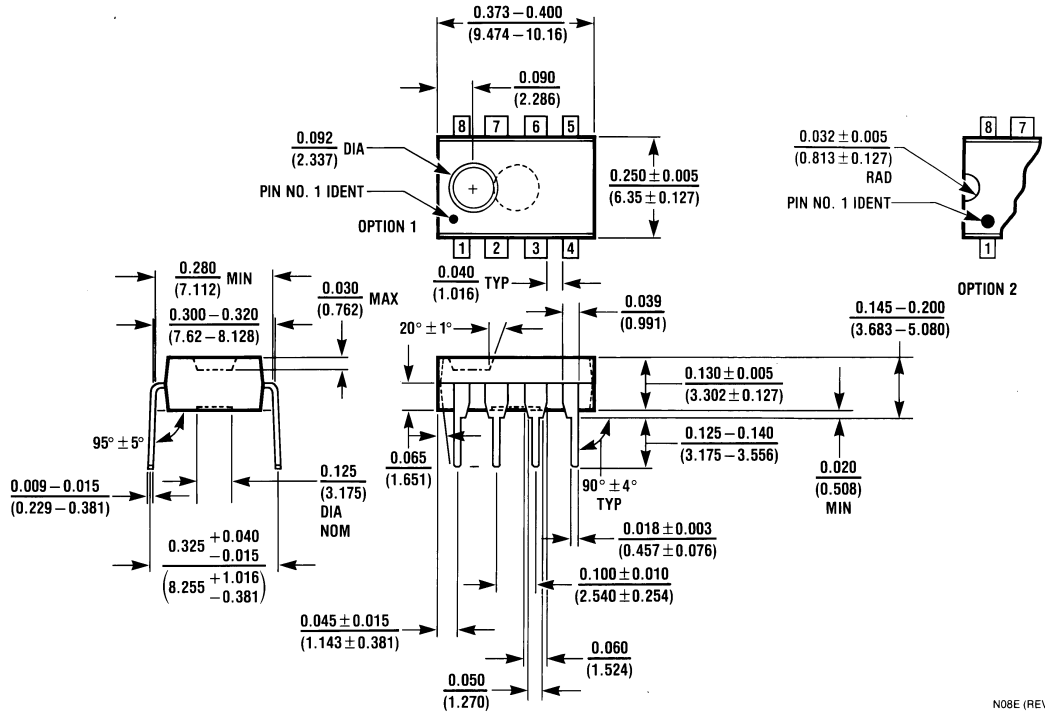 0.373 – 0.400
(9.474 – 10.16)
0.090
(2.286)
8 7 6 5
0.092
(2.337)
DIA
PIN NO. 1 IDENT
OPTION 1
0.250 ± 0.005
(6.35 ± 0.127)
1 2 3 4
0.032 ± 0.005
(0.813 ± 0.127)
RAD
PIN NO. 1 IDENT
8 7
1
OPTION 2
0.280
(7.112)
MIN
0.300 – 0.320
(7.62 – 8.128)
0.030
(0.762)
MAX
0.040
(1.016)
TYP
0.039
(0.991)
20° ± 1°
0.145 – 0.200
(3.683 – 5.080)
0.130 ± 0.005
(3.302 ± 0.127)
95° ± 5°
0.065
(1.651)
0.125 – 0.140
(3.175 – 3.556)
0.020
(0.508)
MIN
90° ± 4°
TYP
0.009 – 0.015
(0.229 – 0.381)
0.125
(3.175)
DIA
NOM
0.018 ± 0.003
(0.457 ± 0.076)
0.325 +0.040
−0.015
(8.255 +1.016
−0.381)
0.100 ± 0.010
(2.540 ± 0.254)
0.045 ± 0.015
(1.143 ± 0.381)
0.060
(1.524)
0.050
(1.270)
N08E (REV